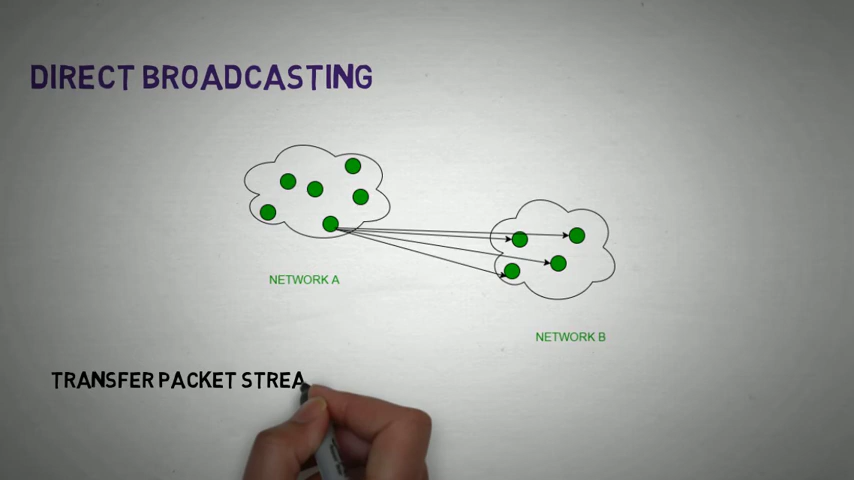 DIRECT BROADCASTING
NETWORK A
NETWORK B
TRANSFER PACKET STREA